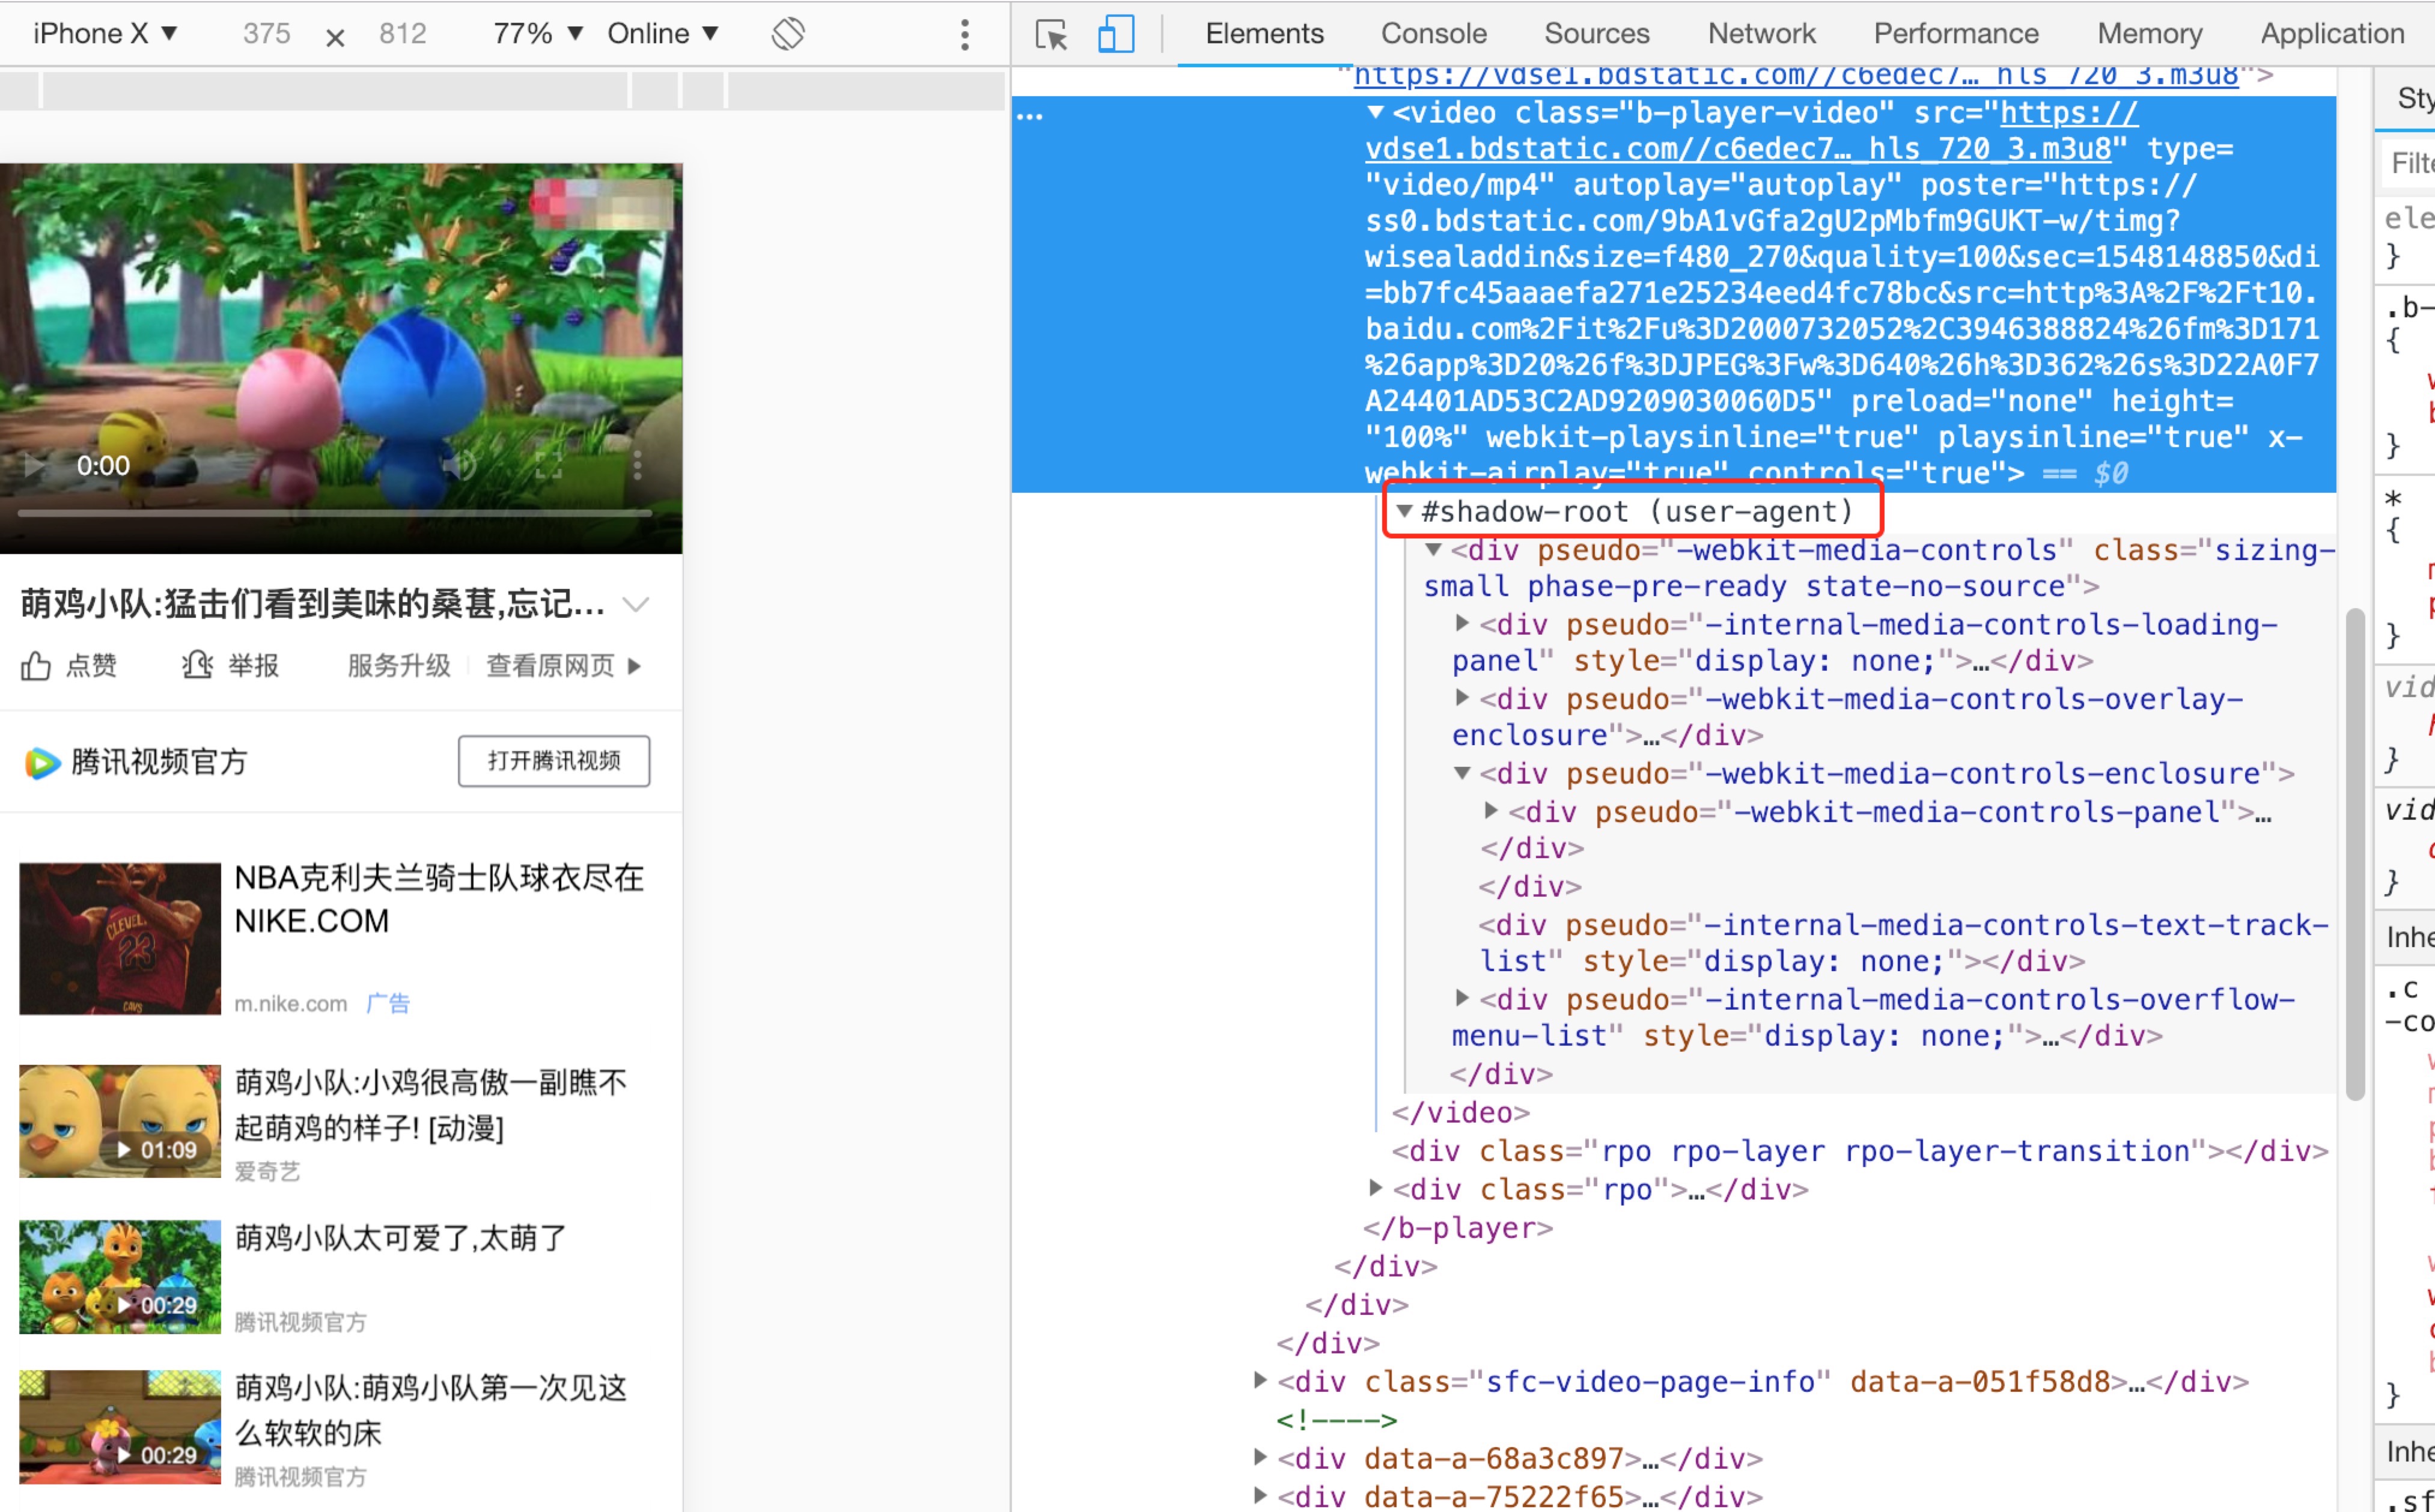 iPhone X ▼ 375 × 812 77% ▼ Online ▼
Elements Console Sources Network Performance Memory Application
"https://vdse1.bdstatic.com//c6edec7…_hls_720_3.m3u8">
…
▼<video class="b-player-video" src="https://
vdse1.bdstatic.com//c6edec7…_hls_720_3.m3u8" type=
"video/mp4" autoplay="autoplay" poster="https://
ss0.bdstatic.com/9bA1vGfa2gU2pMbfm9GUKT-w/timg?
wisealaddin&size=f480_270&quality=100&sec=1548148850&di
=bb7fc45aaaefa271e25234eed4fc78bc&src=http%3A%2F%2Ft10.
baidu.com%2Fit%2Fu%3D2000732052%2C3946388824%26fm%3D171
%26app%3D20%26f%3DJPEG%3Fw%3D640%26h%3D362%26s%3D22A0F7
A24401AD53C2AD9209030060D5" preload="none" height=
"100%" webkit-playsinline="true" playsinline="true" x-
webkit-airplay="true" controls="true"> == $0
▼#shadow-root (user-agent)
▼<div pseudo="-webkit-media-controls" class="sizing-
small phase-pre-ready state-no-source">
▶<div pseudo="-internal-media-controls-loading-
panel" style="display: none;">…</div>
▶<div pseudo="-webkit-media-controls-overlay-
enclosure">…</div>
▼<div pseudo="-webkit-media-controls-enclosure">
▶<div pseudo="-webkit-media-controls-panel">…
</div>
</div>
<div pseudo="-internal-media-controls-text-track-
list" style="display: none;"></div>
▶<div pseudo="-internal-media-controls-overflow-
menu-list" style="display: none;">…</div>
</div>
</video>
<div class="rpo rpo-layer rpo-layer-transition"></div>
▶<div class="rpo">…</div>
</b-player>
</div>
</div>
</div>
▶<div class="sfc-video-page-info" data-a-051f58d8>…</div>
<!---->
▶<div data-a-68a3c897>…</div>
▶<div data-a-75222f65>…</div>
0:00
萌鸡小队:猛击们看到美味的桑葚,忘记...
点赞 举报 服务升级 查看原网页 ▶
腾讯视频官方 打开腾讯视频
NBA克利夫兰骑士队球衣尽在
NIKE.COM
m.nike.com 广告
23
CAVS
萌鸡小队:小鸡很高傲一副瞧不
起萌鸡的样子! [动漫]
爱奇艺
01:09
萌鸡小队太可爱了,太萌了
腾讯视频官方
00:29
萌鸡小队:萌鸡小队第一次见这
么软软的床
腾讯视频官方
00:29
Sty
Filte
ele
}
.b-
{
}
*
{
}
vid
}
vid
}
Inhe
.c
-co
}
Inhe
.sf